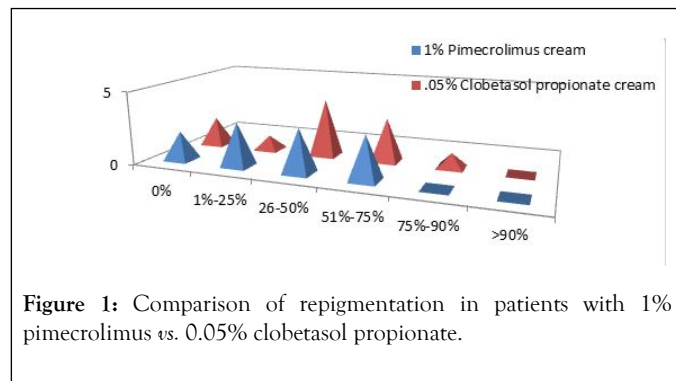 1% Pimecrolimus cream
.05% Clobetasol propionate cream
5
0
0%
1%-25%
26-50%
51%-75%
75%-90%
>90%
Figure 1: Comparison of repigmentation in patients with 1%
pimecrolimus vs. 0.05% clobetasol propionate.